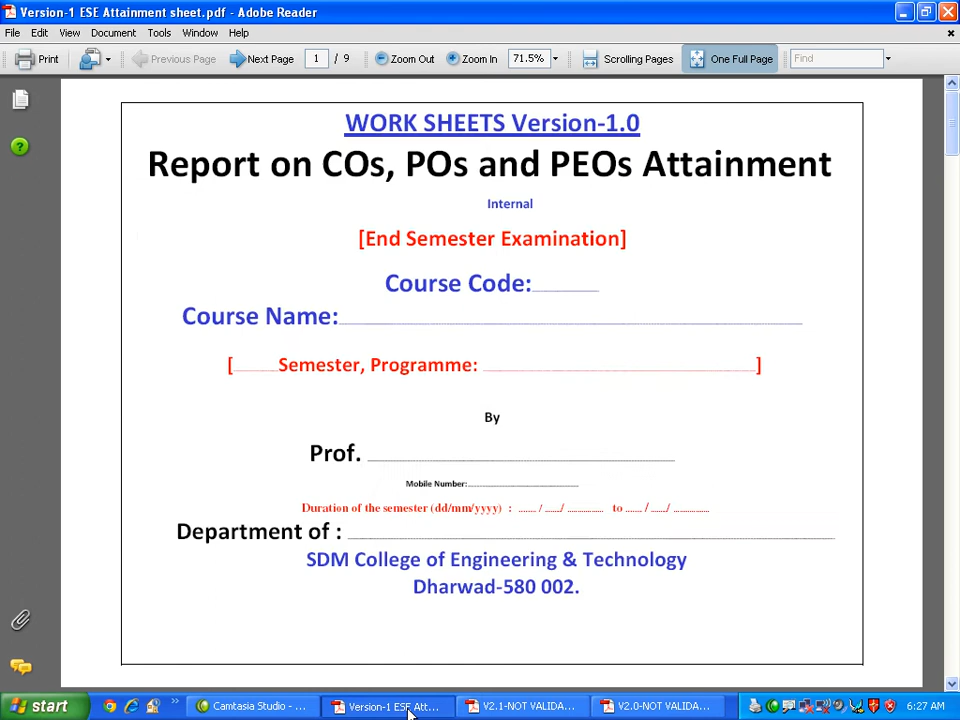 Version-1 ESE Attainment sheet.pdf - Adobe Reader
File Edit View Document Tools Window Help
Print Previous Page Next Page 1 / 9 Zoom Out Zoom In 71.5% Scrolling Pages One Full Page Find
WORK SHEETS Version-1.0
Report on COs, POs and PEOs Attainment
Internal
[End Semester Examination]
Course Code:
Course Name:
[ Semester, Programme: ]
By
Prof.
Mobile Number:
Duration of the semester (dd/mm/yyyy) : ....... / ....../ .............. to ...... / ...../ ..............
Department of :
SDM College of Engineering & Technology
Dharwad-580 002.
start Camtasia Studio - ... Version-1 ESE Att... V2.1-NOT VALIDA... V2.0-NOT VALIDA... 6:27 AM